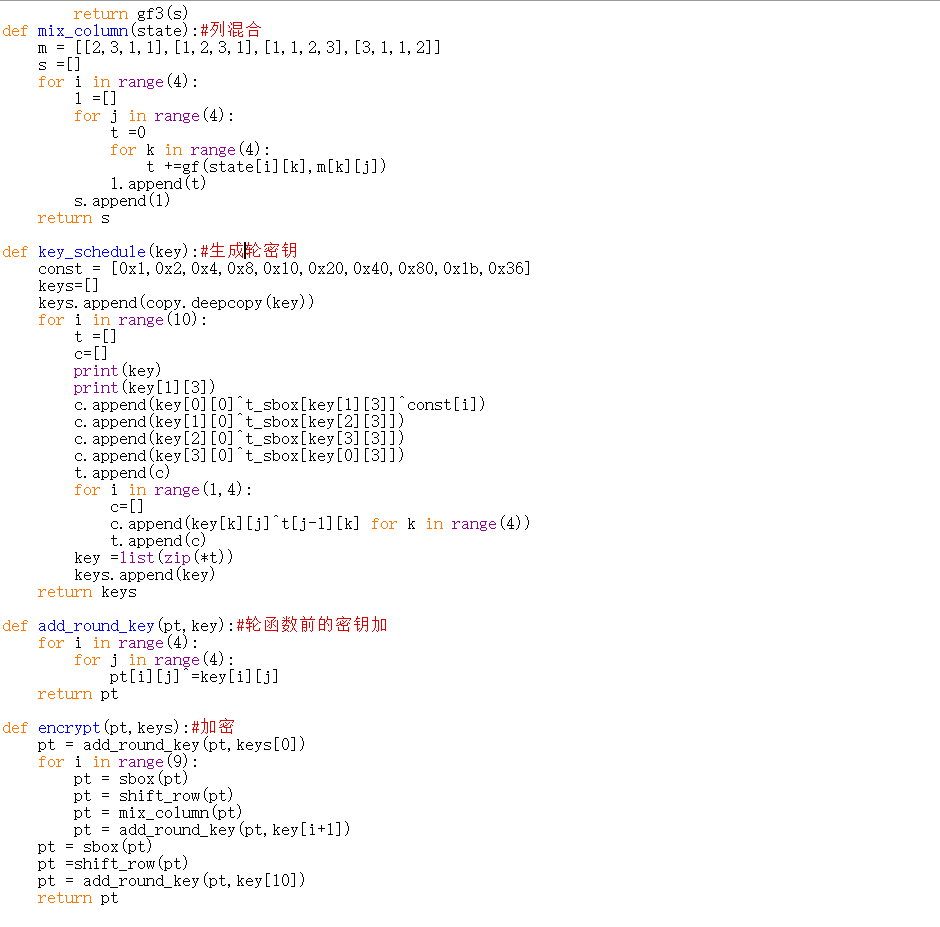 return gf3(s)
def mix_column(state):#列混合
    m = [[2,3,1,1],[1,2,3,1],[1,1,2,3],[3,1,1,2]]
    s =[]
    for i in range(4):
        l =[]
        for j in range(4):
            t =0
            for k in range(4):
                t +=gf(state[i][k],m[k][j])
            l.append(t)
        s.append(l)
    return s

def key_schedule(key):#生成轮密钥
    const = [0x1,0x2,0x4,0x8,0x10,0x20,0x40,0x80,0x1b,0x36]
    keys=[]
    keys.append(copy.deepcopy(key))
    for i in range(10):
        t =[]
        c=[]
        print(key)
        print(key[1][3])
        c.append(key[0][0]^t_sbox[key[1][3]]^const[i])
        c.append(key[1][0]^t_sbox[key[2][3]])
        c.append(key[2][0]^t_sbox[key[3][3]])
        c.append(key[3][0]^t_sbox[key[0][3]])
        t.append(c)
        for i in range(1,4):
            c=[]
            c.append(key[k][j]^t[j-1][k] for k in range(4))
            t.append(c)
        key =list(zip(*t))
        keys.append(key)
    return keys

def add_round_key(pt,key):#轮函数前的密钥加
    for i in range(4):
        for j in range(4):
            pt[i][j]^=key[i][j]
    return pt

def encrypt(pt,keys):#加密
    pt = add_round_key(pt,keys[0])
    for i in range(9):
        pt = sbox(pt)
        pt = shift_row(pt)
        pt = mix_column(pt)
        pt = add_round_key(pt,key[i+1])
    pt = sbox(pt)
    pt =shift_row(pt)
    pt = add_round_key(pt,key[10])
    return pt